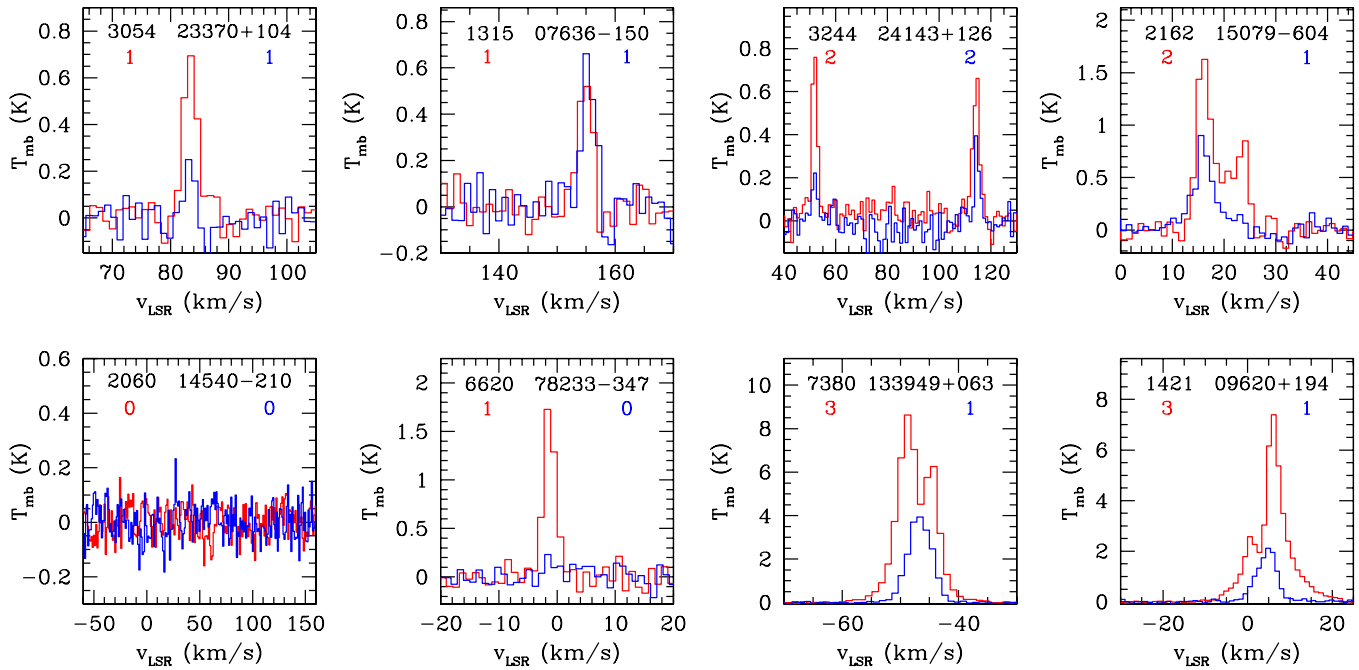 3054 23370+104
1 1
T_mb (K)
0.8
0.6
0.4
0.2
0
70 80 90 100
v_LSR (km/s)
1315 07636−150
1 1
T_mb (K)
0.8
0.6
0.4
0.2
0
−0.2
140 160
v_LSR (km/s)
3244 24143+126
2 2
T_mb (K)
0.8
0.6
0.4
0.2
0
40 60 80 100 120
v_LSR (km/s)
2162 15079−604
2 1
T_mb (K)
2
1.5
1
0.5
0
0 10 20 30 40
v_LSR (km/s)
2060 14540−210
0 0
T_mb (K)
0.6
0.4
0.2
0
−0.2
−50 0 50 100 150
v_LSR (km/s)
6620 78233−347
1 0
T_mb (K)
2
1.5
1
0.5
0
−20 −10 0 10 20
v_LSR (km/s)
7380 133949+063
3 1
T_mb (K)
10
8
6
4
2
0
−60 −40
v_LSR (km/s)
1421 09620+194
3 1
T_mb (K)
8
6
4
2
0
−20 0 20
v_LSR (km/s)